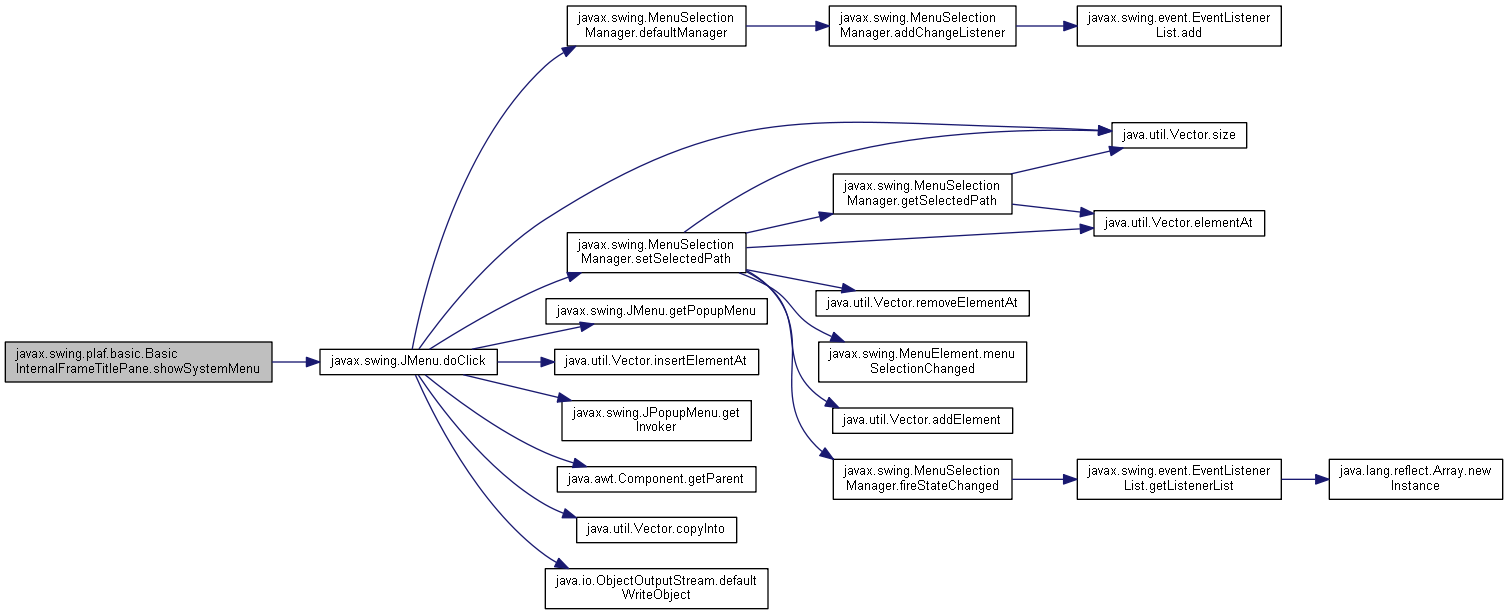 javax.swing.MenuSelection
Manager.defaultManager
javax.swing.MenuSelection
Manager.addChangeListener
javax.swing.event.EventListener
List.add
java.util.Vector.size
javax.swing.MenuSelection
Manager.getSelectedPath
java.util.Vector.elementAt
javax.swing.MenuSelection
Manager.setSelectedPath
java.util.Vector.removeElementAt
javax.swing.JMenu.getPopupMenu
javax.swing.plaf.basic.Basic
InternalFrameTitlePane.showSystemMenu
javax.swing.JMenu.doClick
java.util.Vector.insertElementAt
javax.swing.MenuElement.menu
SelectionChanged
javax.swing.JPopupMenu.get
Invoker
java.util.Vector.addElement
java.awt.Component.getParent
javax.swing.MenuSelection
Manager.fireStateChanged
javax.swing.event.EventListener
List.getListenerList
java.lang.reflect.Array.new
Instance
java.util.Vector.copyInto
java.io.ObjectOutputStream.default
WriteObject